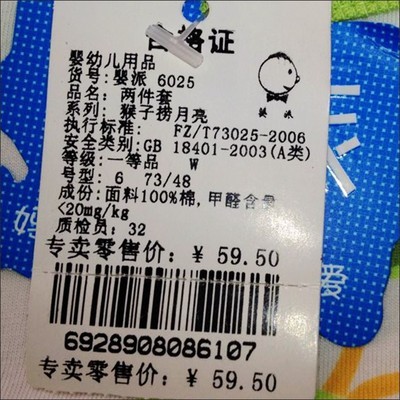 合格证
婴幼儿用品
货号: 婴派 6025
婴派
品名: 两件套
系列: 猴子捞月亮
执行标准: FZ/T73025-2006
安全类别:GB 18401-2003(A类)
等级: 一等品 W
号型: 6 73/48
成份: 面料100%棉,甲醛含量
<20mg/kg
质检员: 32
专卖零售价: ¥ 59.50
6928908086107
专卖零售价: ¥ 59.50
爱